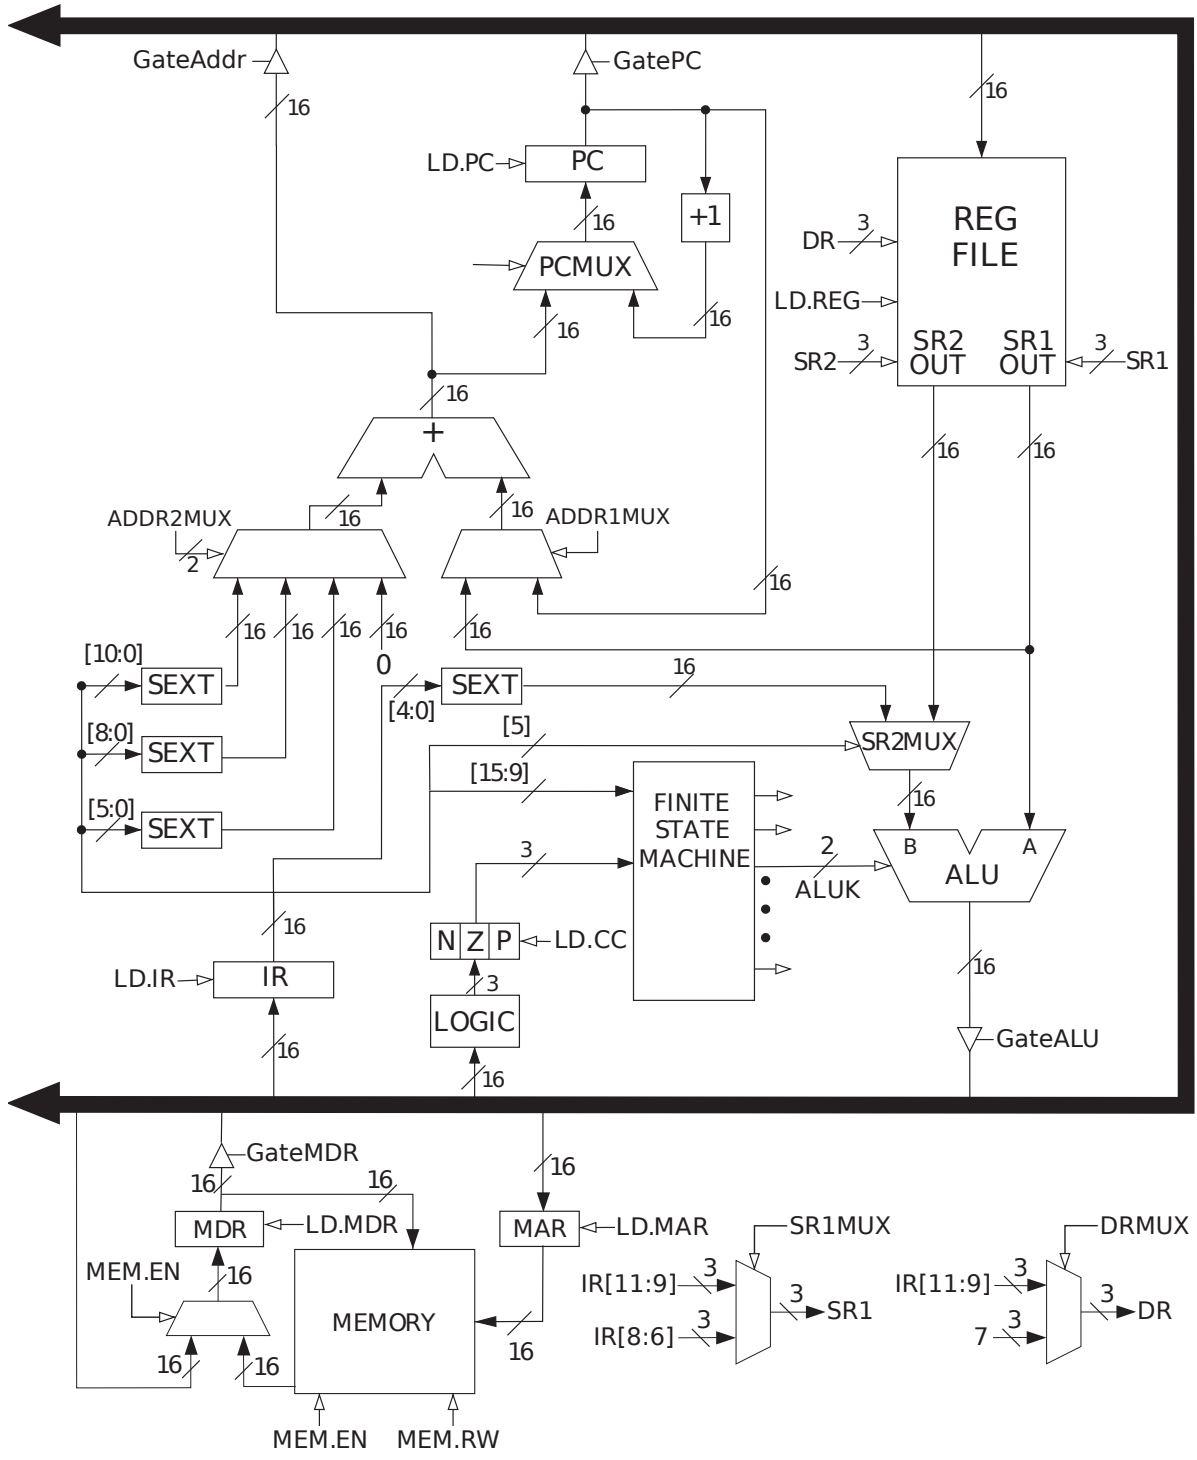 GateAddr
GatePC
16
16
LD.PC
PC
16
+1
PCMUX
16
16
REG
FILE
DR
3
LD.REG
SR2
3
SR2
OUT
SR1
OUT
3
SR1
16
+
16
16
ADDR2MUX
2
16
16
ADDR1MUX
16
16
16
16
16
16
16
0
[10:0]
SEXT
[8:0]
SEXT
[5:0]
SEXT
[4:0]
SEXT
16
[5]
SR2MUX
[15:9]
16
FINITE
STATE
MACHINE
3
2
ALUK
B
A
ALU
16
N Z P
LD.CC
3
LOGIC
16
LD.IR
IR
16
16
GateALU
GateMDR
16
16
16
MDR
LD.MDR
MAR
LD.MAR
MEM.EN
16
MEMORY
16
16
16
MEM.EN
MEM.RW
SR1MUX
IR[11:9]
3
IR[8:6]
3
3
SR1
DRMUX
IR[11:9]
3
7
3
3
DR